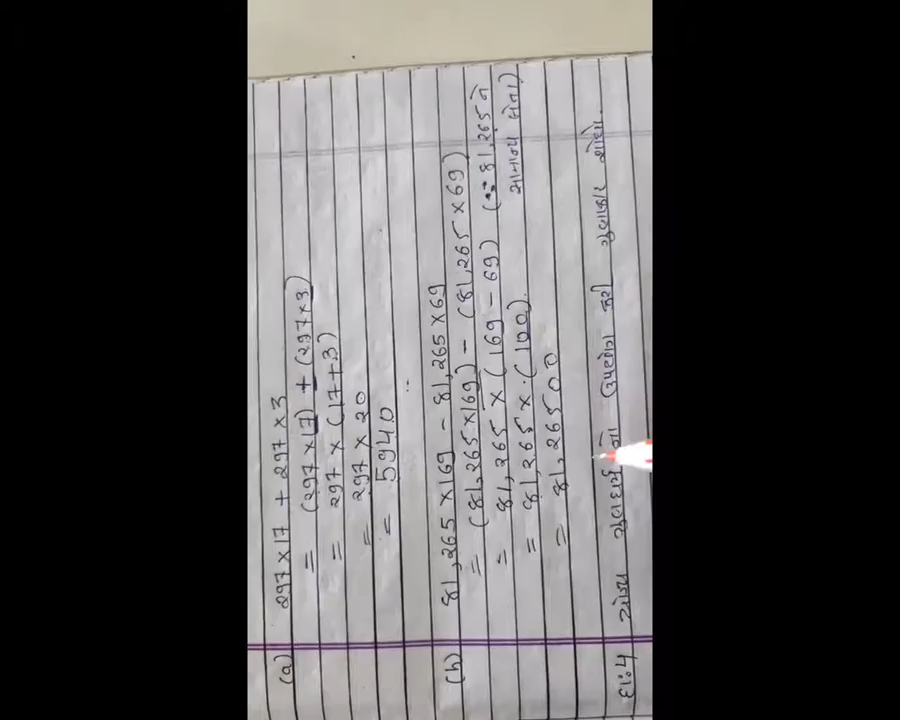 (a) 297 × 17 + 297 × 3
= (297 × 17) + (297 × 3)
= 297 × (17 + 3)
= 297 × 20
= 5940
(b) 81,265 × 169 - 81,265 × 69
= (81,265 × 169) - (81,265 × 69)
= 81,265 × (169 - 69) (∵ 81,265 ને
સામાન્ય લેતા)
= 81,265 × (100)
= 81,26500
દા:4 યોગ્ય ગુણધર્મનો ઉપયોગ કરી ગુણાકાર શોધો.